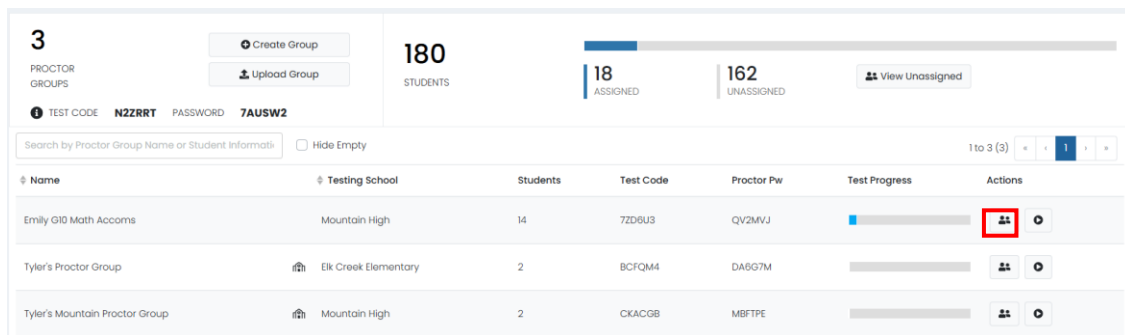 3
PROCTOR
GROUPS
Create Group
Upload Group
TEST CODE N2ZRRT PASSWORD 7AUSW2
180
STUDENTS
18
ASSIGNED
162
UNASSIGNED
View Unassigned
Search by Proctor Group Name or Student Informati
Hide Empty
1 to 3 (3) « ‹ 1 › »
Name Testing School Students Test Code Proctor Pw Test Progress Actions
Emily G10 Math Accoms Mountain High 14 7ZD6U3 QV2MVJ
Tyler's Proctor Group Elk Creek Elementary 2 BCFQM4 DA6G7M
Tyler's Mountain Proctor Group Mountain High 2 CKACGB MBFTPE